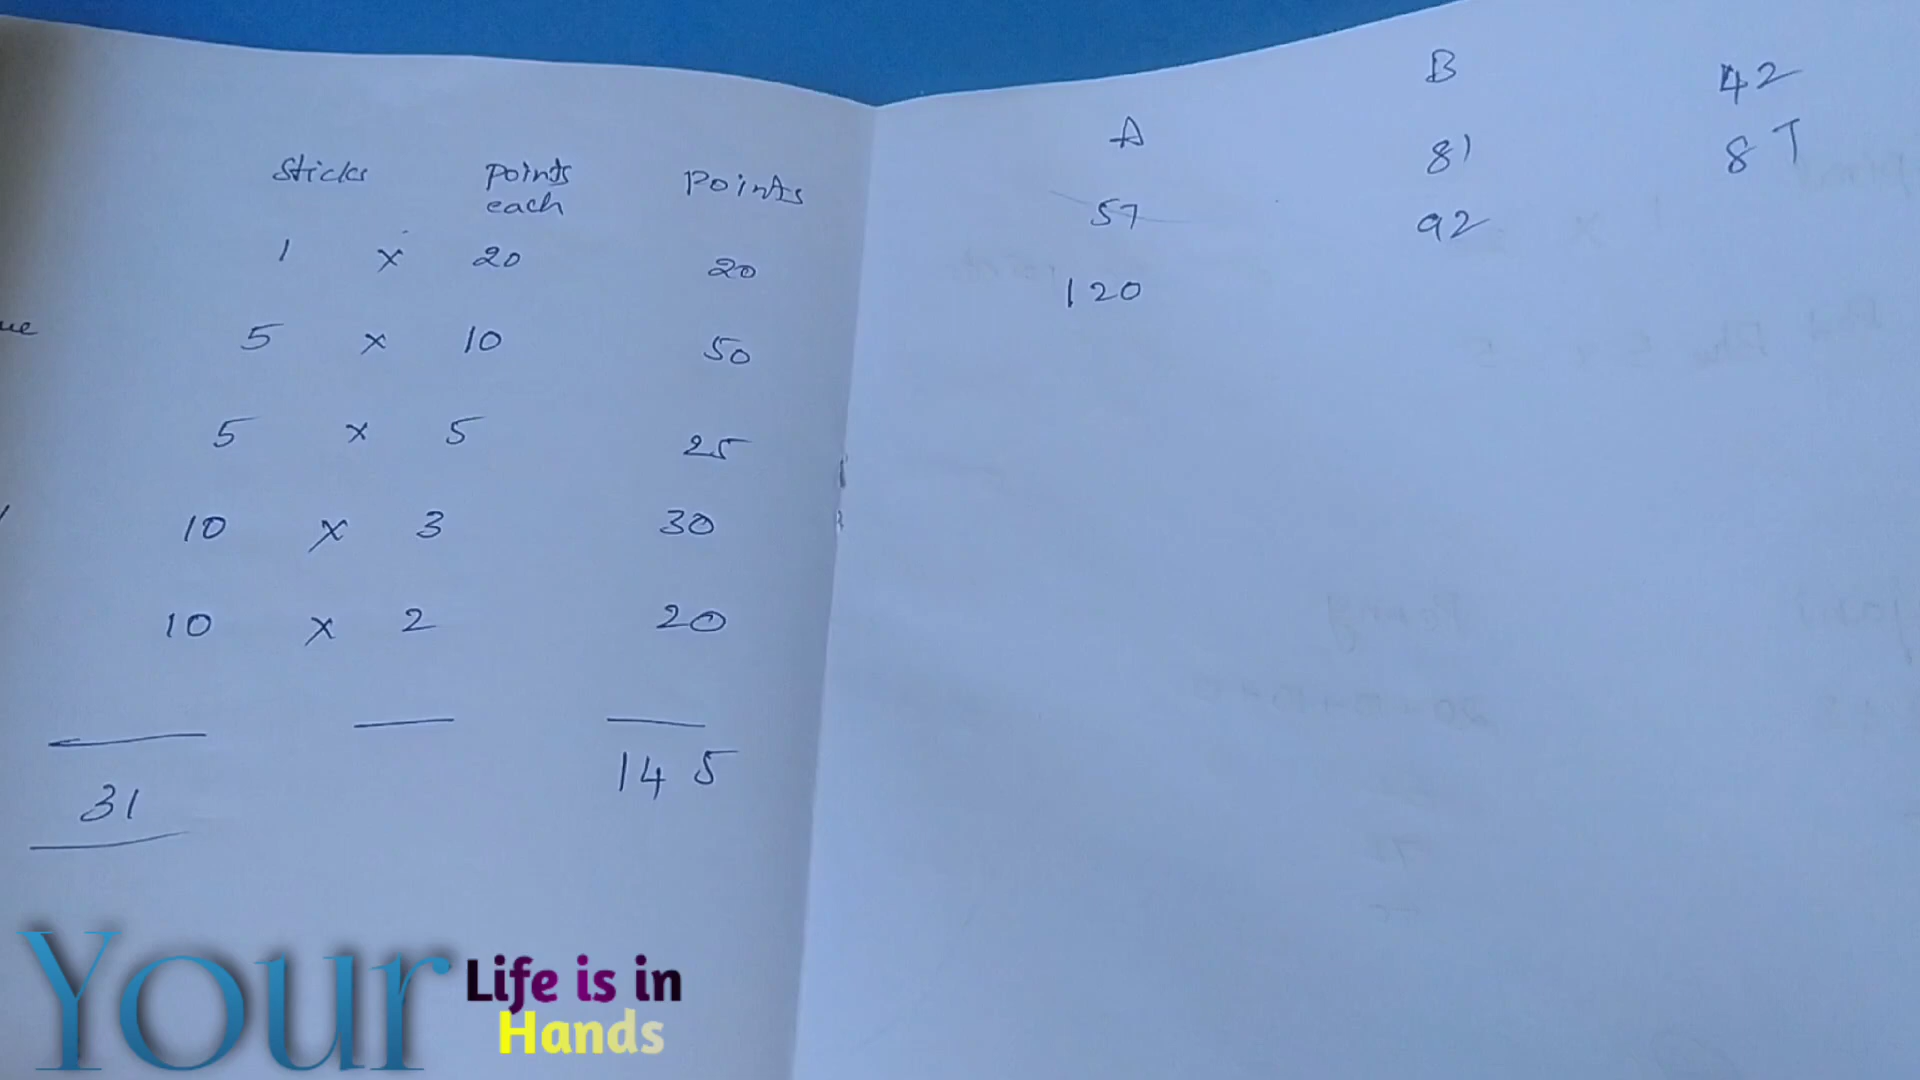 Sticks points each Points
1 x 20 20
5 x 10 50
5 x 5 25
10 x 3 30
10 x 2 20
31 145
A B 42
57 81 87
120 92
Your Life is in Hands